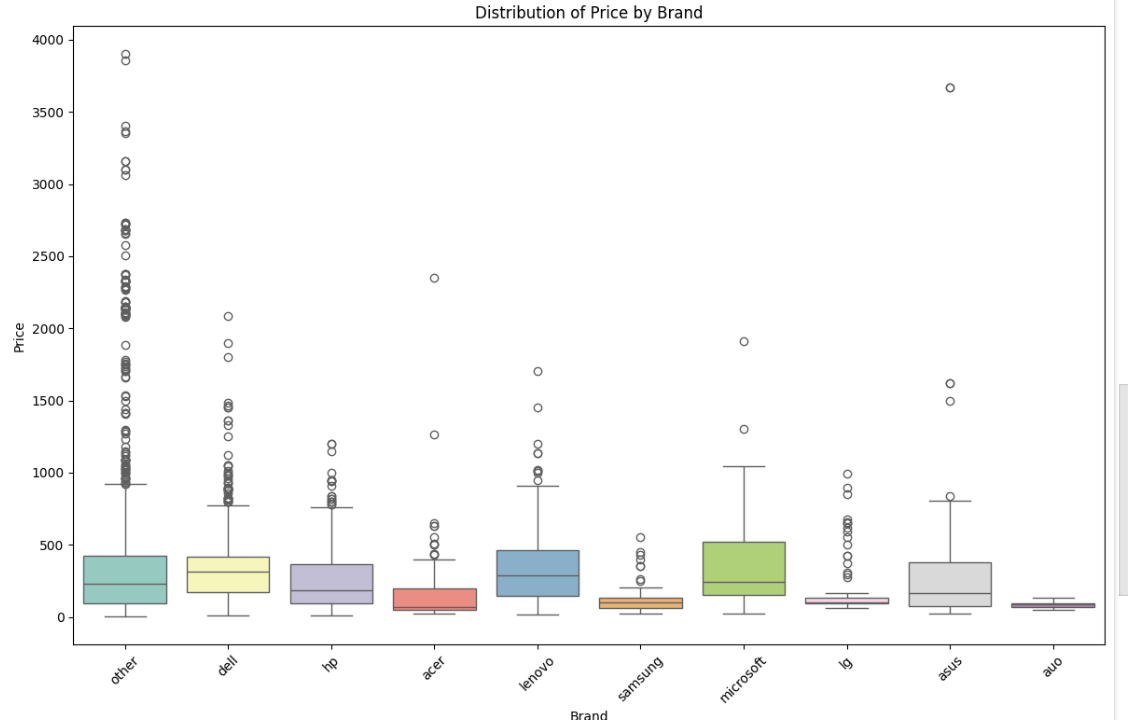 Distribution of Price by Brand
4000
3500
3000
2500
2000
1500
1000
500
0
Price
other dell hp acer lenovo samsung microsoft lg asus auo
Brand